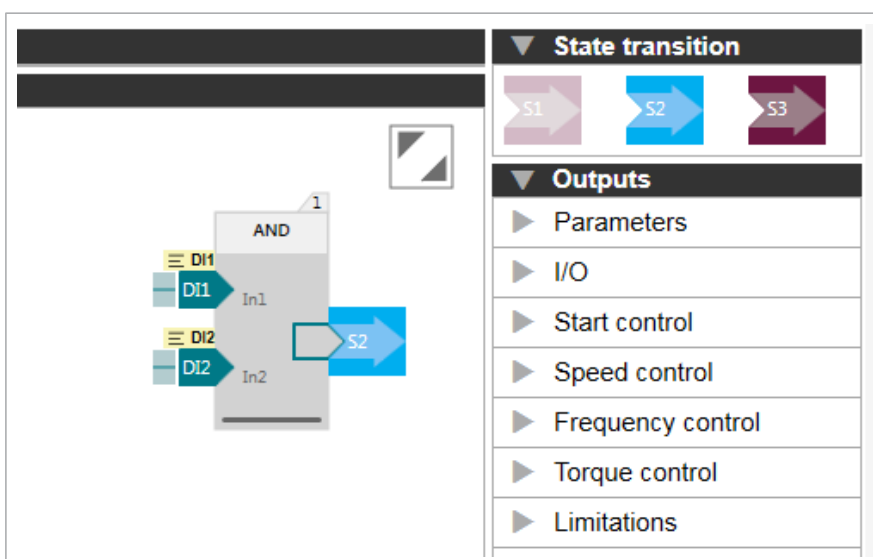 State transition
S1
S2
S3
Outputs
Parameters
I/O
Start control
Speed control
Frequency control
Torque control
Limitations
1
AND
DI1
DI1
In1
DI2
DI2
In2
S2